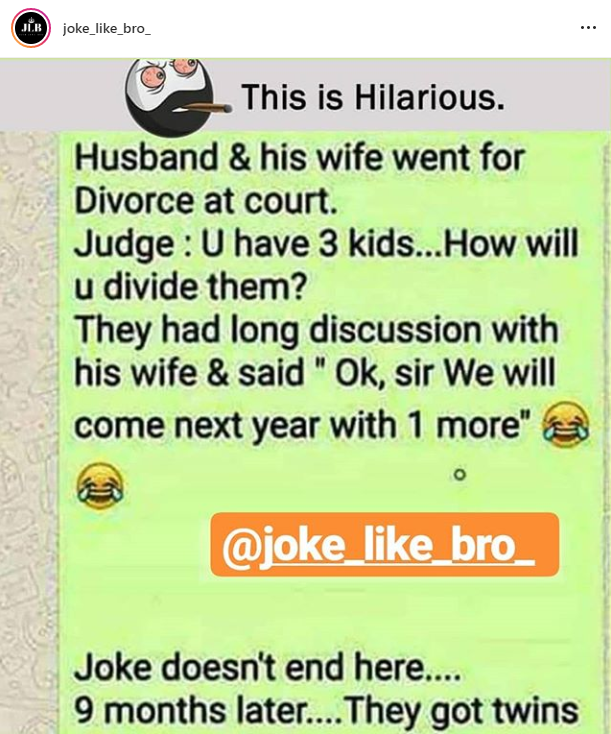 JLB
joke_like_bro_
This is Hilarious.
Husband & his wife went for
Divorce at court.
Judge : U have 3 kids...How will
u divide them?
They had long discussion with
his wife & said " Ok, sir We will
come next year with 1 more" 😂
😂
@joke_like_bro_
Joke doesn't end here....
9 months later....They got twins